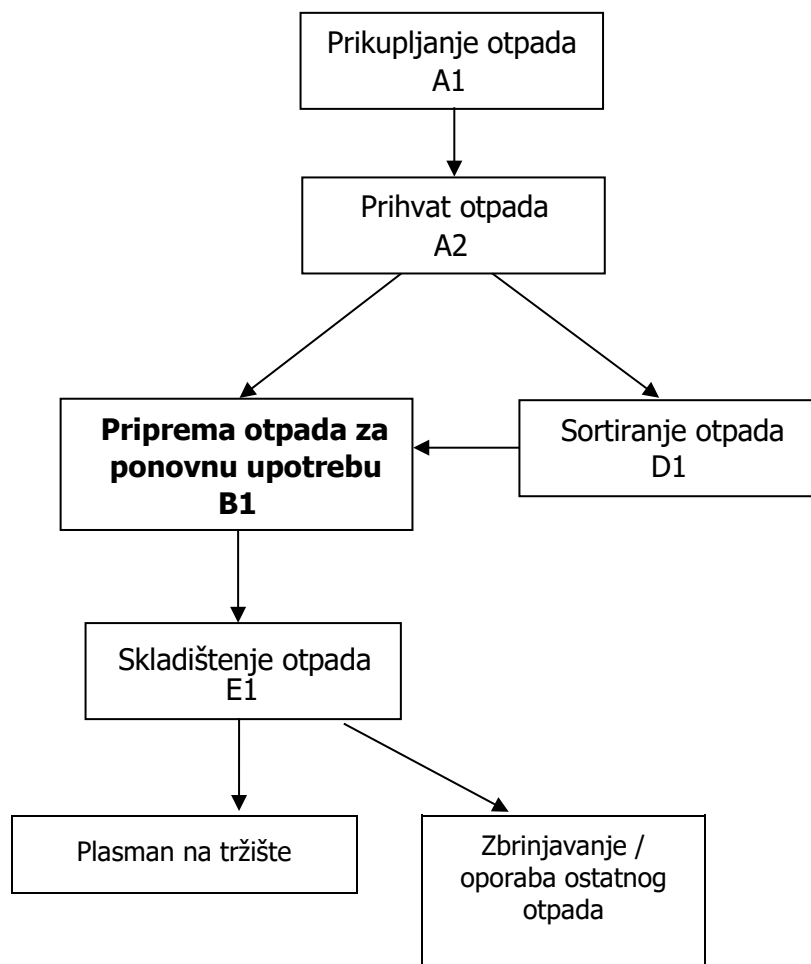 Prikupljanje otpada
A1
Prihvat otpada
A2
Priprema otpada za
ponovnu upotrebu
B1
Sortiranje otpada
D1
Skladištenje otpada
E1
Plasman na tržište
Zbrinjavanje /
oporaba ostatnog
otpada